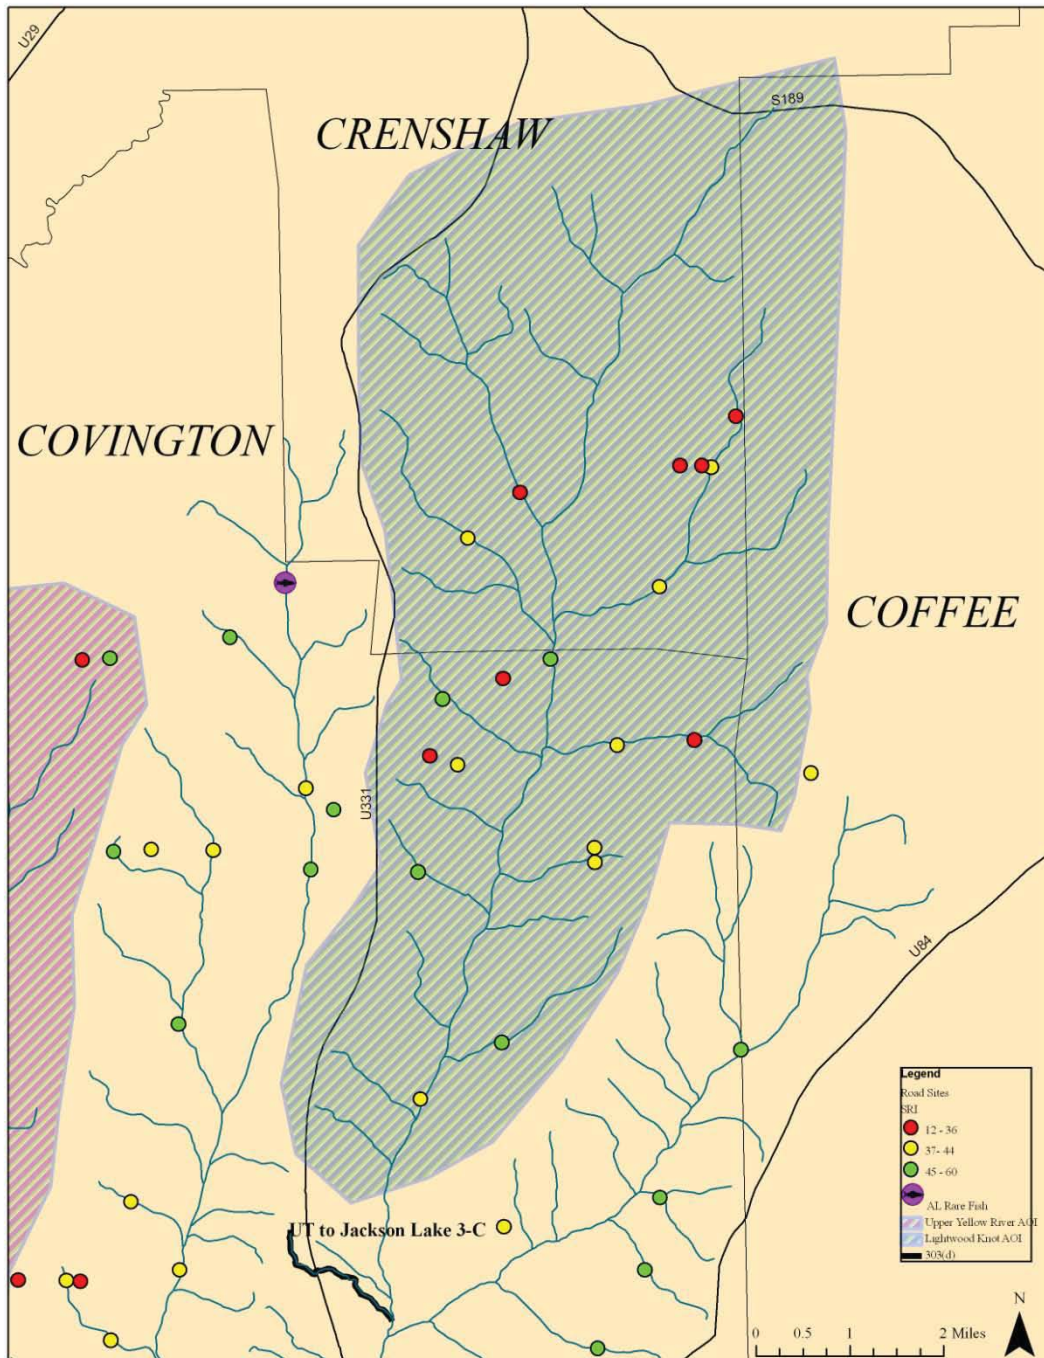 U29
S189
CRENSHAW
COVINGTON
COFFEE
U331
U84
Legend
Road Sites
SRI
12 - 36
37- 44
45 - 60
AL Rare Fish
Upper Yellow River AOI
Lightwood Knot AOI
303(d)
UT to Jackson Lake 3-C
N
0 0.5 1 2 Miles